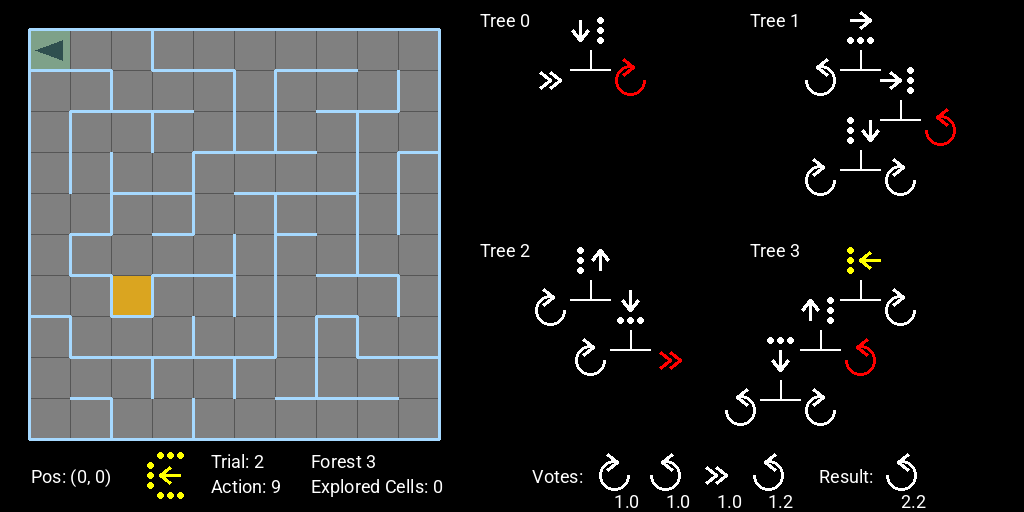 Tree 0
Tree 1
Tree 2
Tree 3
Pos: (0, 0)
Trial: 2
Forest 3
Action: 9
Explored Cells: 0
Votes:
1.0
1.0
1.0
1.2
Result:
2.2